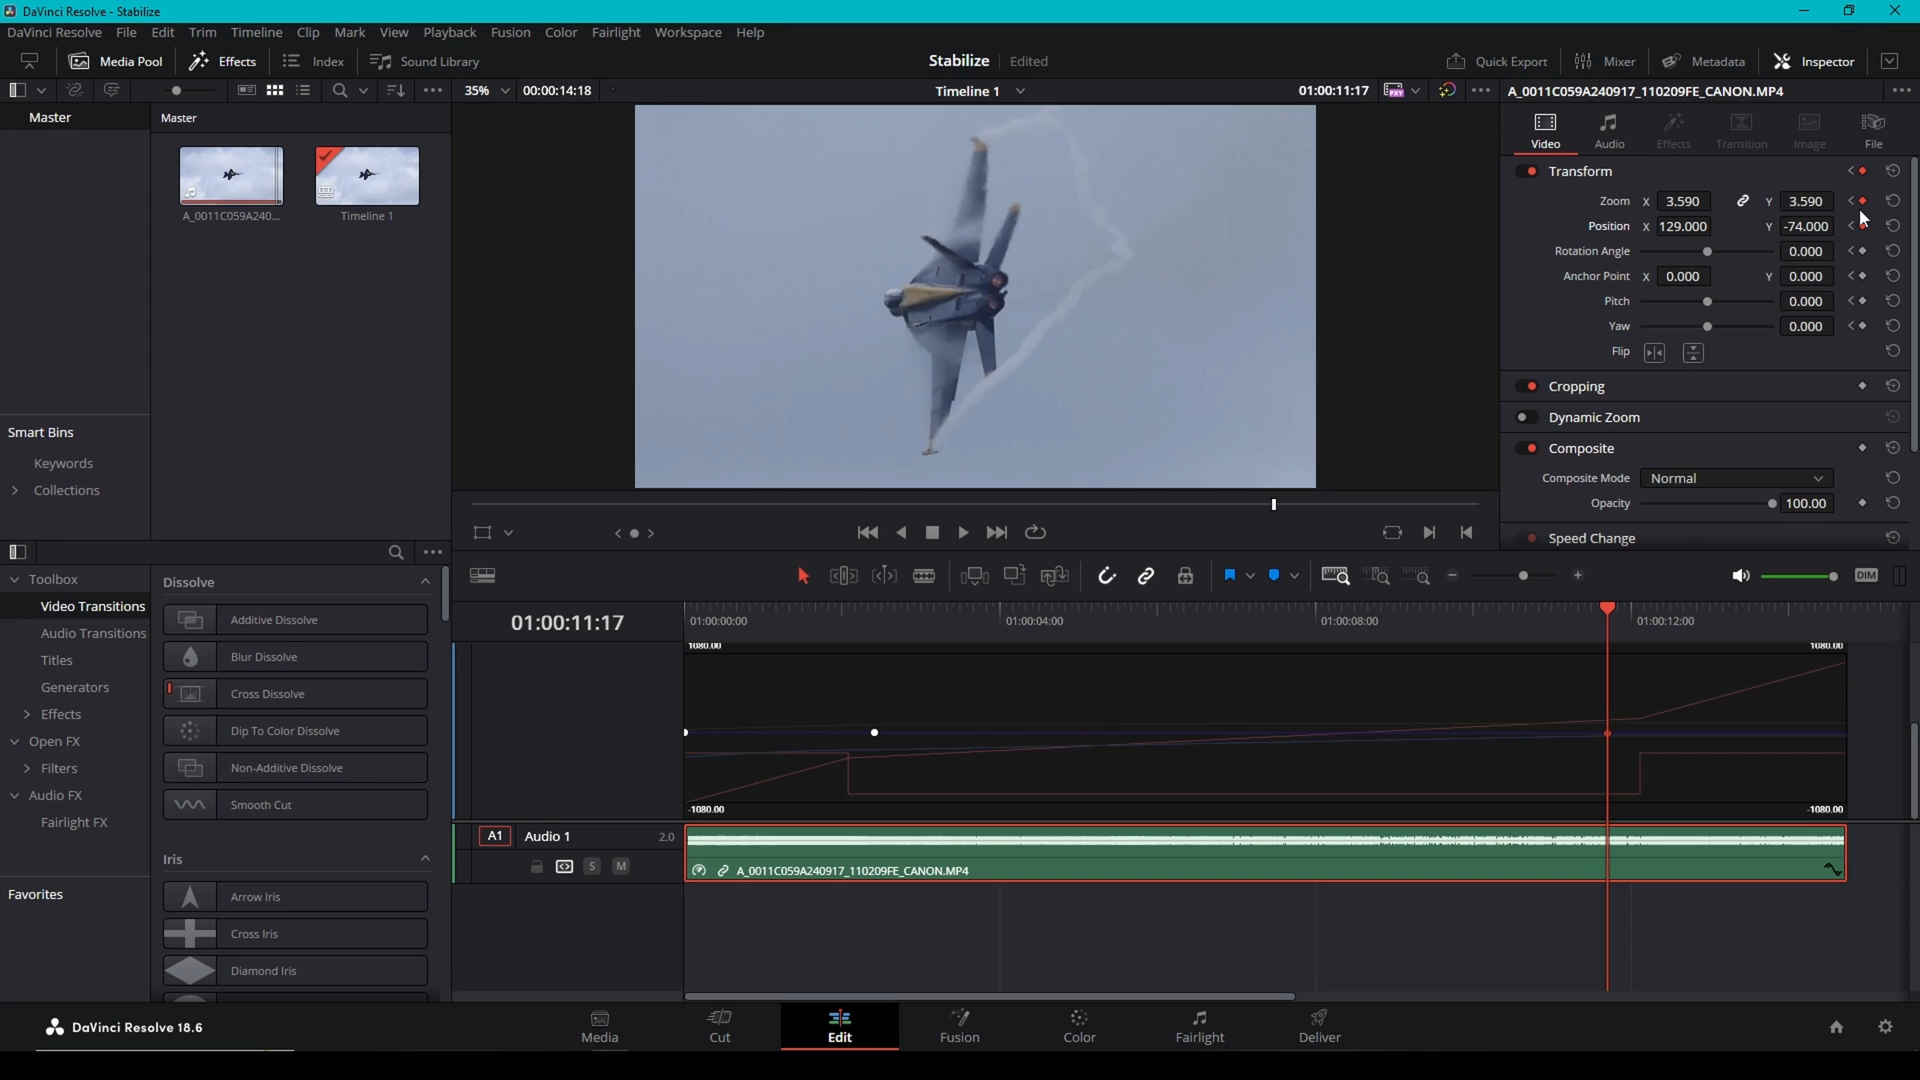 DaVinci Resolve - Stabilize
DaVinci Resolve File Edit Trim Timeline Clip Mark View Playback Fusion Color Fairlight Workspace Help
Media Pool Effects Index Sound Library Stabilize Edited Quick Export Mixer Metadata Inspector
35% 00:00:14:18 Timeline 1 01:00:11:17 A_0011C059A240917_110209FE_CANON.MP4
Master
Master
A_0011C059A240... Timeline 1
Smart Bins
Keywords
Collections
Video Audio Effects Transition Image File
Transform
Zoom X 3.590 Y 3.590
Position X 129.000 Y -74.000
Rotation Angle 0.000
Anchor Point X 0.000 Y 0.000
Pitch 0.000
Yaw 0.000
Flip
Cropping
Dynamic Zoom
Composite
Composite Mode Normal
Opacity 100.00
Speed Change
Toolbox
Video Transitions
Audio Transitions
Titles
Generators
Effects
Open FX
Filters
Audio FX
Fairlight FX
Favorites
Dissolve
Additive Dissolve
Blur Dissolve
Cross Dissolve
Dip To Color Dissolve
Non-Additive Dissolve
Smooth Cut
Iris
Arrow Iris
Cross Iris
Diamond Iris
DIM
01:00:11:17
01:00:00:00 01:00:04:00 01:00:08:00 01:00:12:00
1080.00 1080.00
-1080.00 -1080.00
A1 Audio 1 2.0
S M
A_0011C059A240917_110209FE_CANON.MP4
DaVinci Resolve 18.6
Media Cut Edit Fusion Color Fairlight Deliver